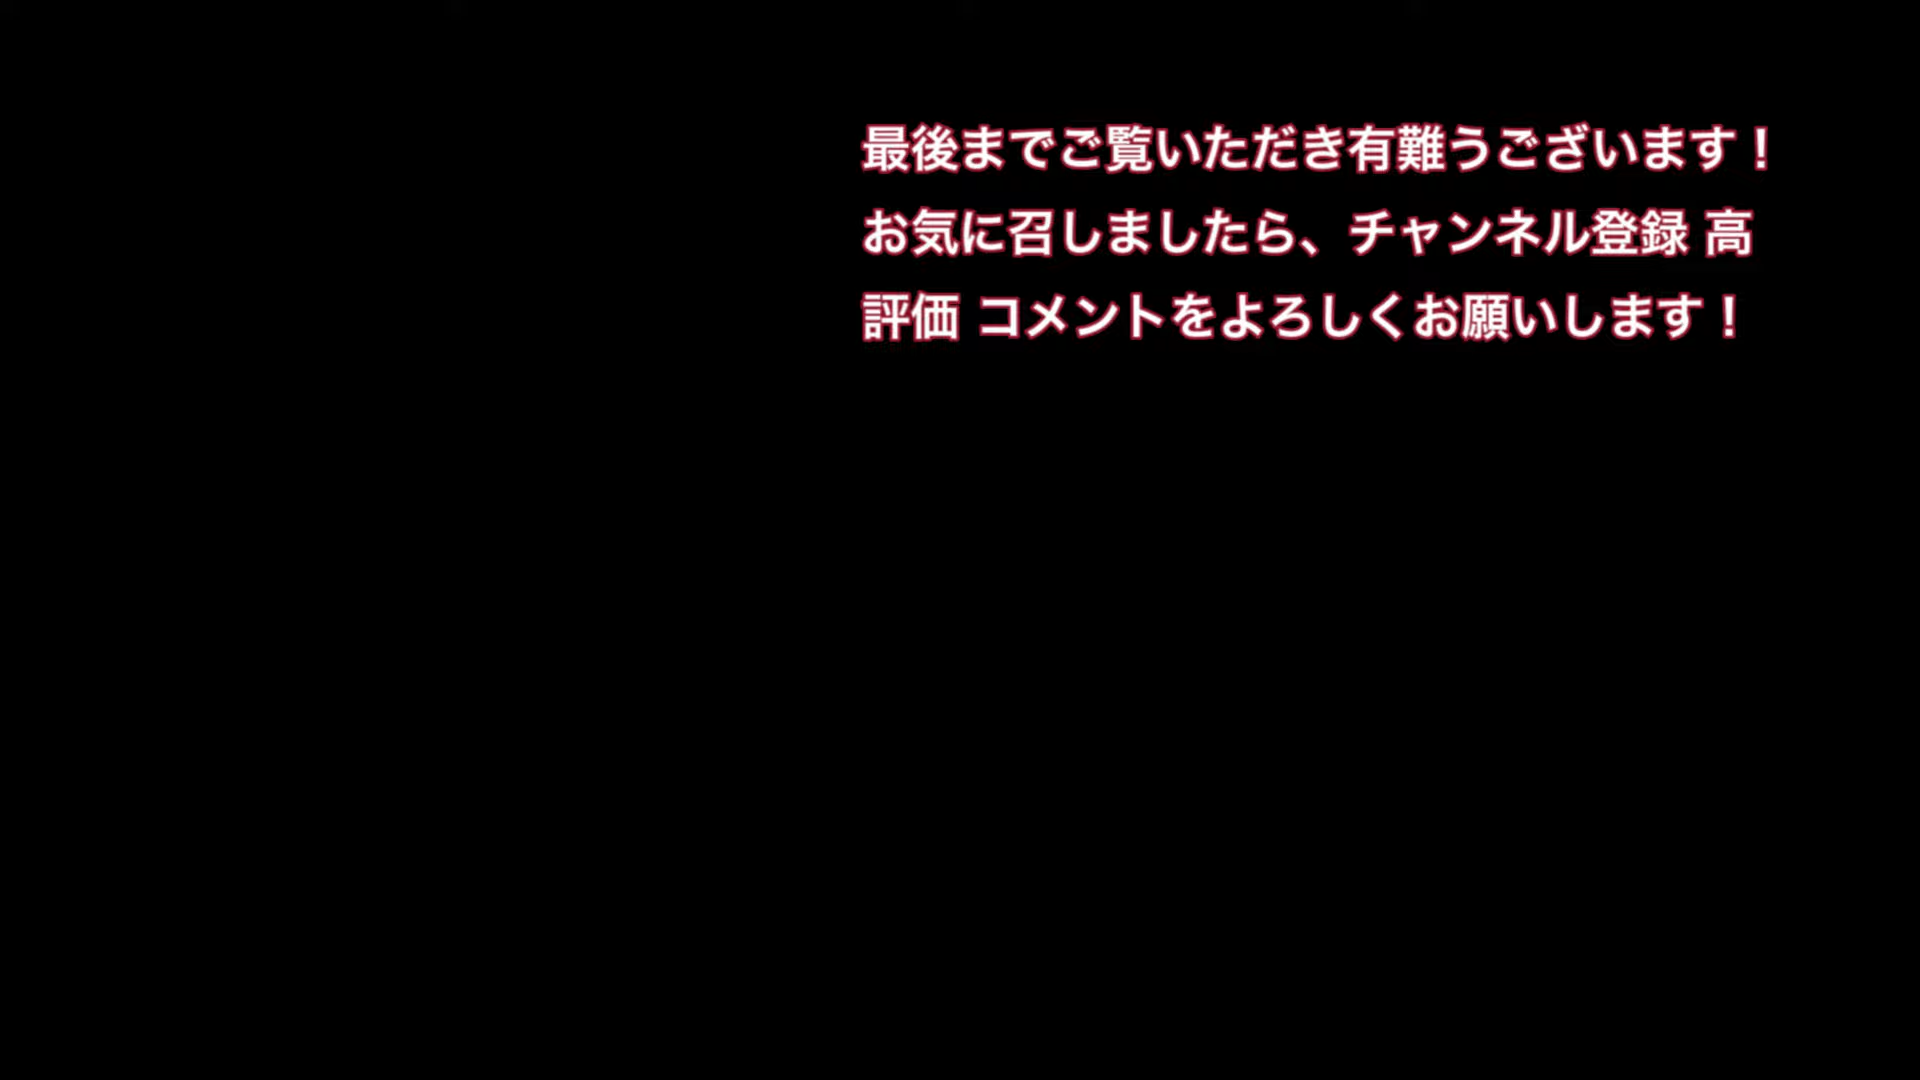 最後までご覧いただき有難うございます！
お気に召しましたら、チャンネル登録 高
評価 コメントをよろしくお願いします！